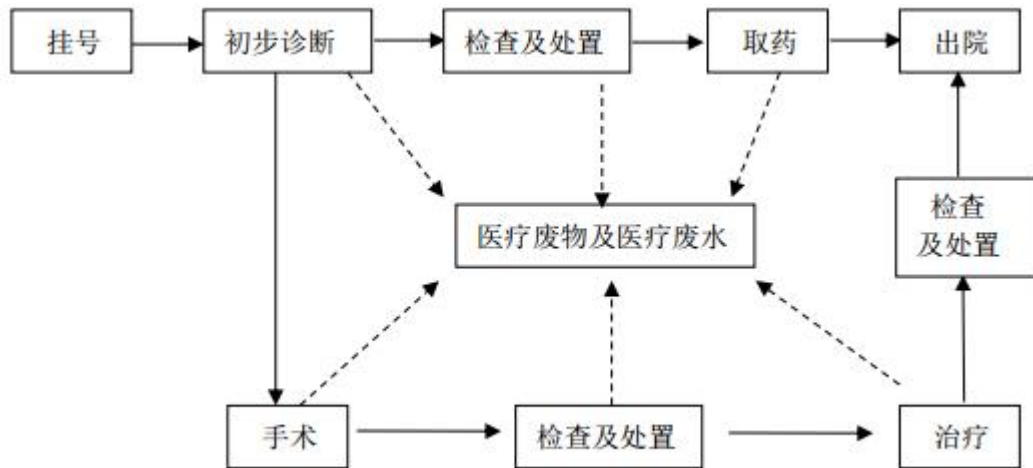 挂号
初步诊断
检查及处置
取药
出院
医疗废物及医疗废水
检查
及处置
手术
检查及处置
治疗